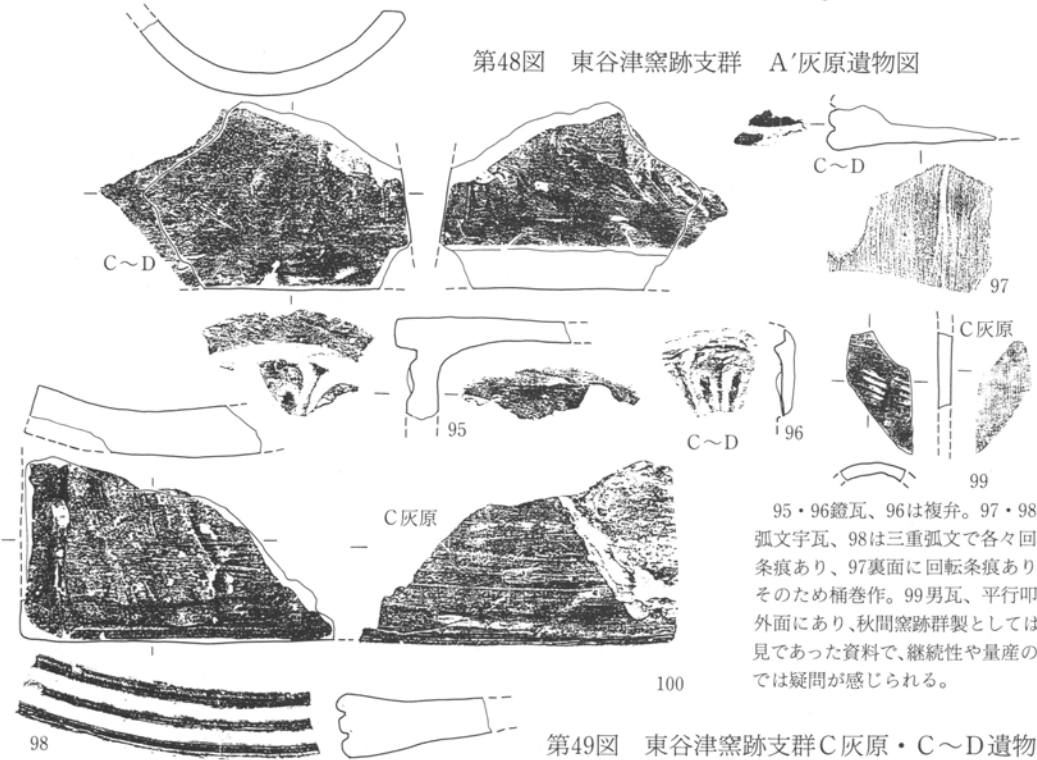 第48図 東谷津窯跡支群 A′灰原遺物図
C～D
C～D
97
95
C～D
96
C灰原
99
C灰原
95・96鐙瓦、96は複弁。97・98
弧文宇瓦、98は三重弧文で各々回
条痕あり、97裏面に回転条痕あり
そのため桶巻作。99男瓦、平行叩
外面にあり、秋間窯跡群製としては
見であった資料で、継続性や量産の
では疑問が感じられる。
100
98
第49図 東谷津窯跡支群C灰原・C～D遺物